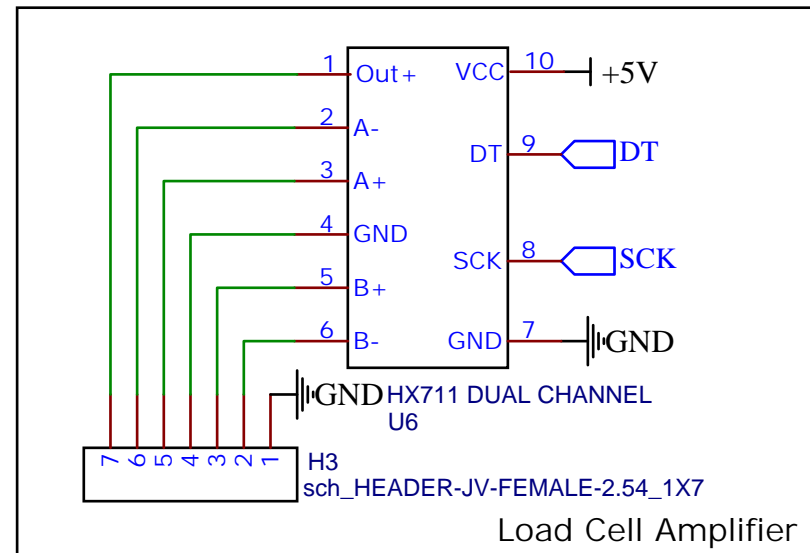 1 Out+ VCC 10 +5V
2 A-
DT 9 DT
3 A+
4 GND
SCK 8 SCK
5 B+
6 B- GND 7 GND
GND HX711 DUAL CHANNEL
U6
7 6 5 4 3 2 1 H3
sch_HEADER-JV-FEMALE-2.54_1X7
Load Cell Amplifier